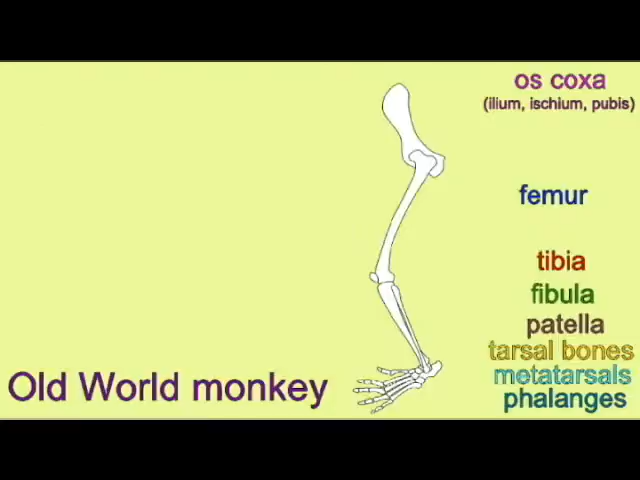 os coxa
(ilium, ischium, pubis)
femur
tibia
fibula
patella
tarsal bones
metatarsals
phalanges
Old World monkey